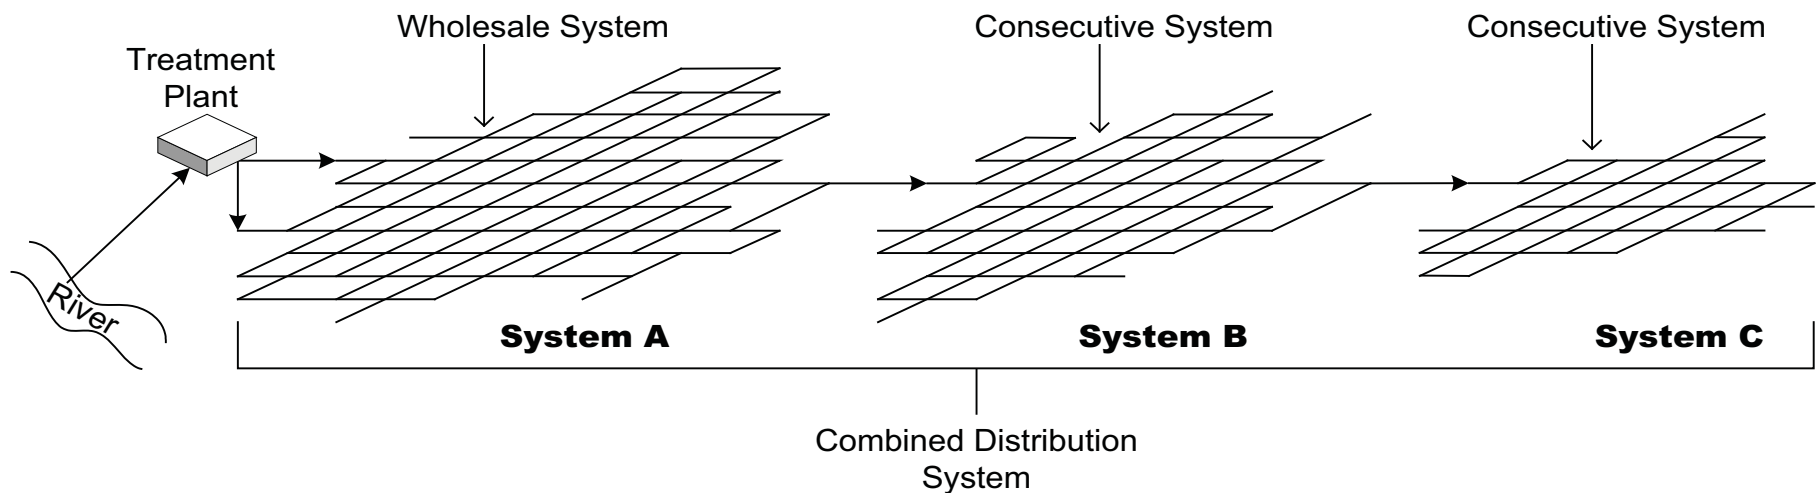 Wholesale System
Consecutive System
Consecutive System
Treatment
Plant
River
System A
System B
System C
Combined Distribution
System